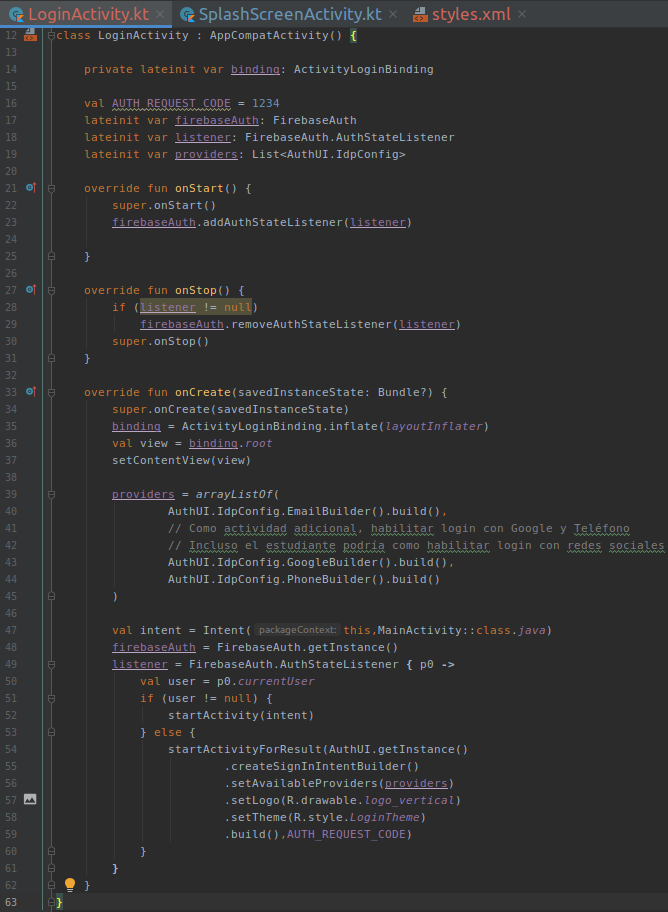 LoginActivity.kt × SplashScreenActivity.kt × styles.xml ×
12 class LoginActivity : AppCompatActivity() {
13
14 private lateinit var binding: ActivityLoginBinding
15
16 val AUTH_REQUEST_CODE = 1234
17 lateinit var firebaseAuth: FirebaseAuth
18 lateinit var listener: FirebaseAuth.AuthStateListener
19 lateinit var providers: List<AuthUI.IdpConfig>
20
21 override fun onStart() {
22 super.onStart()
23 firebaseAuth.addAuthStateListener(listener)
24
25 }
26
27 override fun onStop() {
28 if (listener != null)
29 firebaseAuth.removeAuthStateListener(listener)
30 super.onStop()
31 }
32
33 override fun onCreate(savedInstanceState: Bundle?) {
34 super.onCreate(savedInstanceState)
35 binding = ActivityLoginBinding.inflate(layoutInflater)
36 val view = binding.root
37 setContentView(view)
38
39 providers = arrayListOf(
40 AuthUI.IdpConfig.EmailBuilder().build(),
41 // Como actividad adicional, habilitar login con Google y Teléfono
42 // Incluso el estudiante podría como habilitar login con redes sociales
43 AuthUI.IdpConfig.GoogleBuilder().build(),
44 AuthUI.IdpConfig.PhoneBuilder().build()
45 )
46
47 val intent = Intent( packageContext: this,MainActivity::class.java)
48 firebaseAuth = FirebaseAuth.getInstance()
49 listener = FirebaseAuth.AuthStateListener { p0 ->
50 val user = p0.currentUser
51 if (user != null) {
52 startActivity(intent)
53 } else {
54 startActivityForResult(AuthUI.getInstance()
55 .createSignInIntentBuilder()
56 .setAvailableProviders(providers)
57 .setLogo(R.drawable.logo_vertical)
58 .setTheme(R.style.LoginTheme)
59 .build(),AUTH_REQUEST_CODE)
60 }
61 }
62 }
63 }